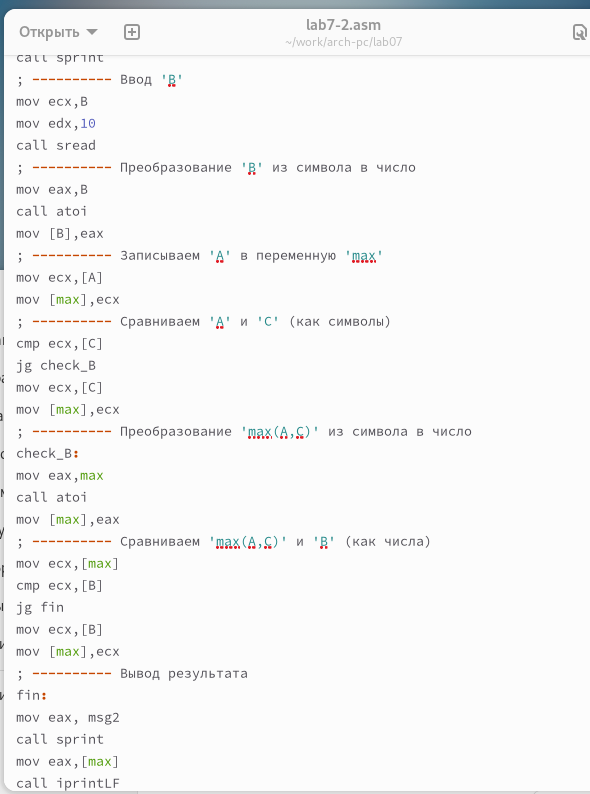 Открыть
lab7-2.asm
~/work/arch-pc/lab07
call sprint
; ---------- Ввод 'B'
mov ecx,B
mov edx,10
call sread
; ---------- Преобразование 'B' из символа в число
mov eax,B
call atoi
mov [B],eax
; ---------- Записываем 'A' в переменную 'max'
mov ecx,[A]
mov [max],ecx
; ---------- Сравниваем 'A' и 'C' (как символы)
cmp ecx,[C]
jg check_B
mov ecx,[C]
mov [max],ecx
; ---------- Преобразование 'max(A,C)' из символа в число
check_B:
mov eax,max
call atoi
mov [max],eax
; ---------- Сравниваем 'max(A,C)' и 'B' (как числа)
mov ecx,[max]
cmp ecx,[B]
jg fin
mov ecx,[B]
mov [max],ecx
; ---------- Вывод результата
fin:
mov eax, msg2
call sprint
mov eax,[max]
call iprintLF